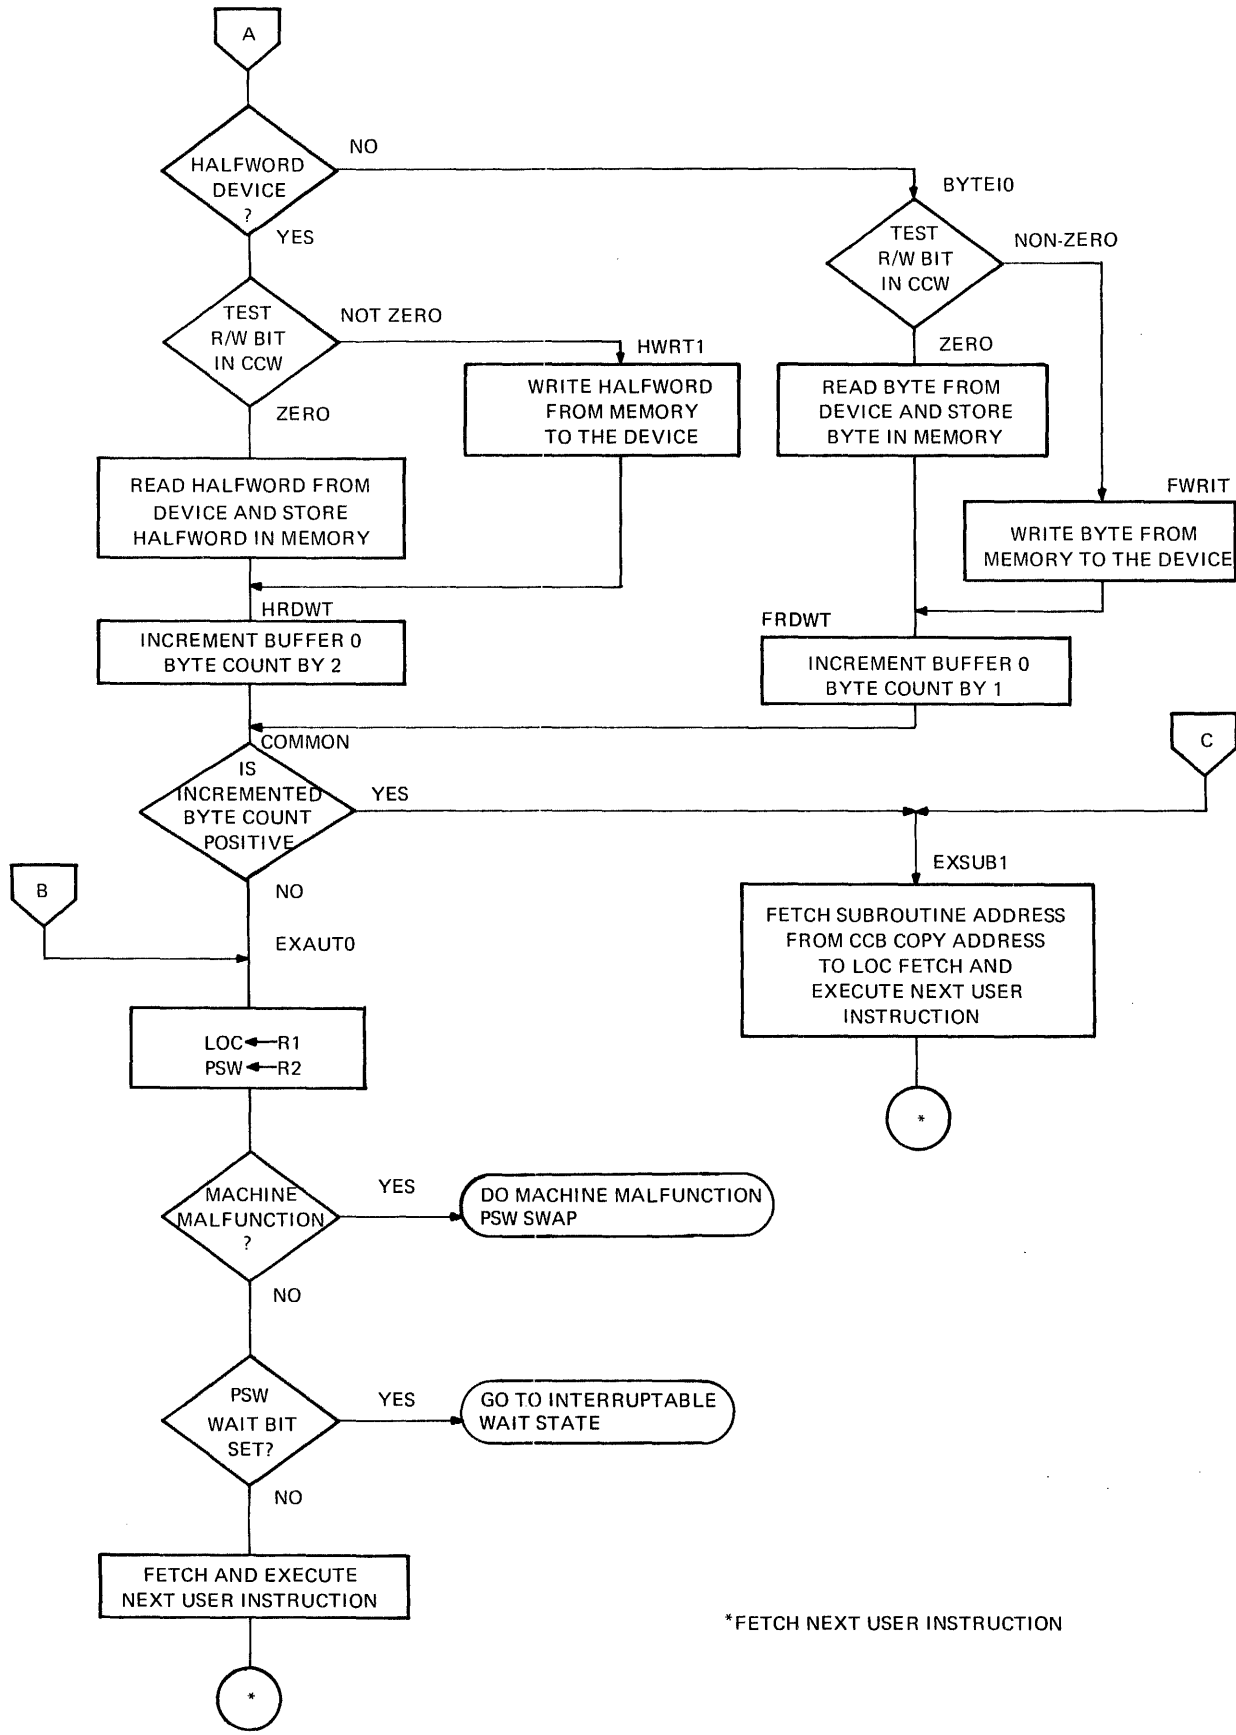 A
HALFWORD
DEVICE
?
NO
YES
BYTEI0
TEST
R/W BIT
IN CCW
NON-ZERO
ZERO
TEST
R/W BIT
IN CCW
NOT ZERO
ZERO
HWRT1
WRITE HALFWORD
FROM MEMORY
TO THE DEVICE
READ BYTE FROM
DEVICE AND STORE
BYTE IN MEMORY
FWRIT
WRITE BYTE FROM
MEMORY TO THE DEVICE
READ HALFWORD FROM
DEVICE AND STORE
HALFWORD IN MEMORY
HRDWT
INCREMENT BUFFER 0
BYTE COUNT BY 2
FRDWT
INCREMENT BUFFER 0
BYTE COUNT BY 1
COMMON
IS
INCREMENTED
BYTE COUNT
POSITIVE
YES
NO
C
B
EXAUT0
EXSUB1
FETCH SUBROUTINE ADDRESS
FROM CCB COPY ADDRESS
TO LOC FETCH AND
EXECUTE NEXT USER
INSTRUCTION
*
LOC←R1
PSW←R2
MACHINE
MALFUNCTION
?
YES
NO
DO MACHINE MALFUNCTION
PSW SWAP
PSW
WAIT BIT
SET?
YES
NO
GO TO INTERRUPTABLE
WAIT STATE
FETCH AND EXECUTE
NEXT USER INSTRUCTION
*
*FETCH NEXT USER INSTRUCTION